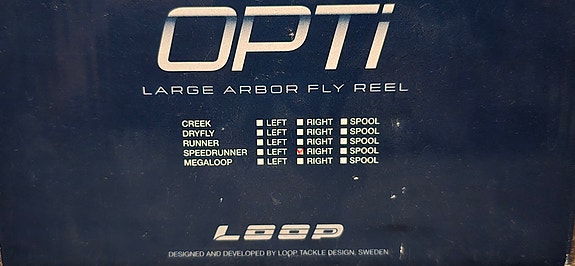 OPTi
LARGE ARBOR FLY REEL
CREEK LEFT RIGHT SPOOL
DRYFLY LEFT RIGHT SPOOL
RUNNER LEFT RIGHT SPOOL
SPEEDRUNNER LEFT RIGHT SPOOL
MEGALOOP LEFT RIGHT SPOOL
LOOP
DESIGNED AND DEVELOPED BY LOOP TACKLE DESIGN, SWEDEN